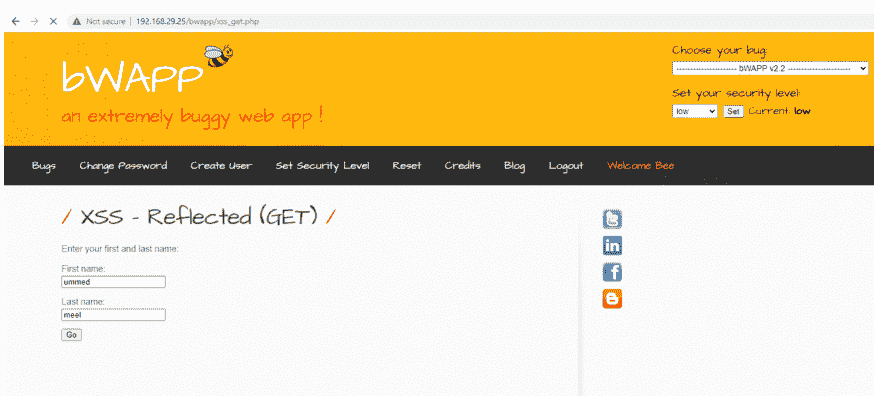 Not secure | 192.168.29.25/bwapp/xss_get.php
bWAPP
an extremely buggy web app !
Choose your bug:
---------------------- bWAPP v2.2 ----------------------
Set your security level:
low Set Current: low
Bugs Change Password Create User Set Security Level Reset Credits Blog Logout Welcome Bee
/ XSS - Reflected (GET) /
Enter your first and last name:
First name:
ummed
Last name:
meel
Go